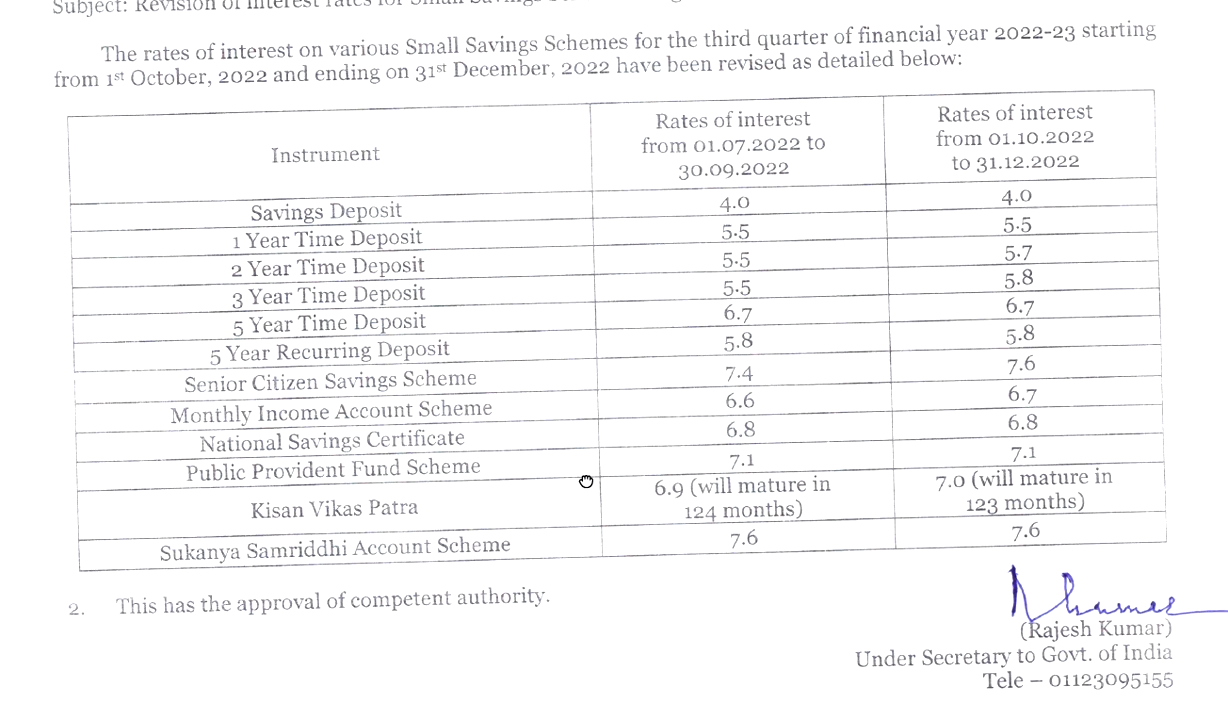 Subject: Revision of interest rates for Small Savings
The rates of interest on various Small Savings Schemes for the third quarter of financial year 2022-23 starting
from 1st October, 2022 and ending on 31st December, 2022 have been revised as detailed below:
Instrument
Rates of interest
from 01.07.2022 to
30.09.2022
Rates of interest
from 01.10.2022
to 31.12.2022
Savings Deposit 4.0 4.0
1 Year Time Deposit 5.5 5.5
2 Year Time Deposit 5.5 5.7
3 Year Time Deposit 5.5 5.8
5 Year Time Deposit 6.7 6.7
5 Year Recurring Deposit 5.8 5.8
Senior Citizen Savings Scheme 7.4 7.6
Monthly Income Account Scheme 6.6 6.7
National Savings Certificate 6.8 6.8
Public Provident Fund Scheme 7.1 7.1
Kisan Vikas Patra
6.9 (will mature in
124 months)
7.0 (will mature in
123 months)
Sukanya Samriddhi Account Scheme 7.6 7.6
2. This has the approval of competent authority.
(Rajesh Kumar)
Under Secretary to Govt. of India
Tele – 01123095155